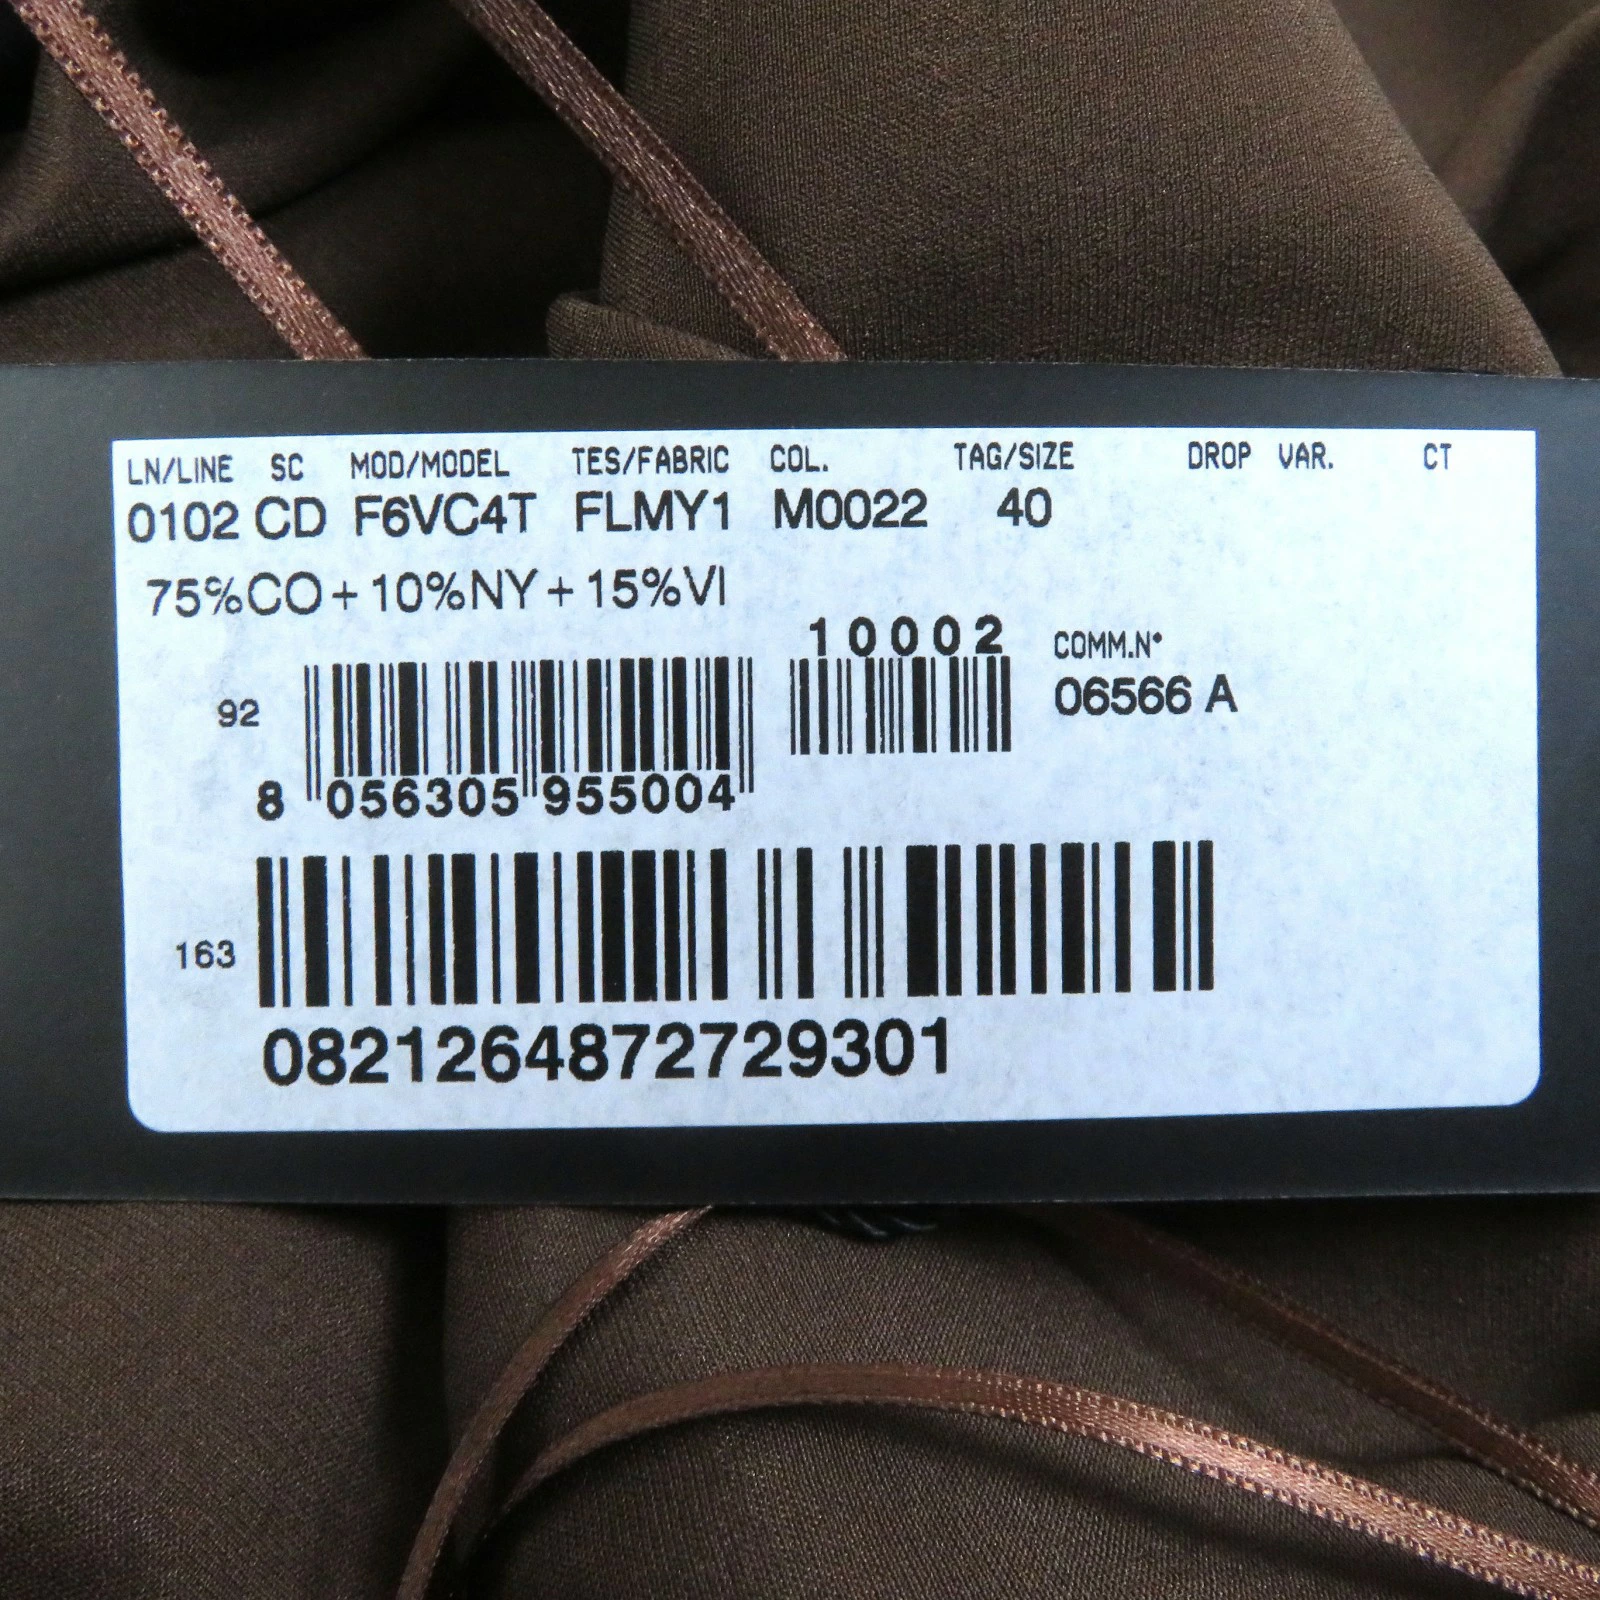 LN/LINE SC MOD/MODEL TES/FABRIC COL. TAG/SIZE DROP VAR. CT
0102 CD F6VC4T FLMY1 M0022 40
75%CO+10%NY+15%VI
10002 COMM.N°
92 06566 A
8 056305 955004
163
0821264872729301